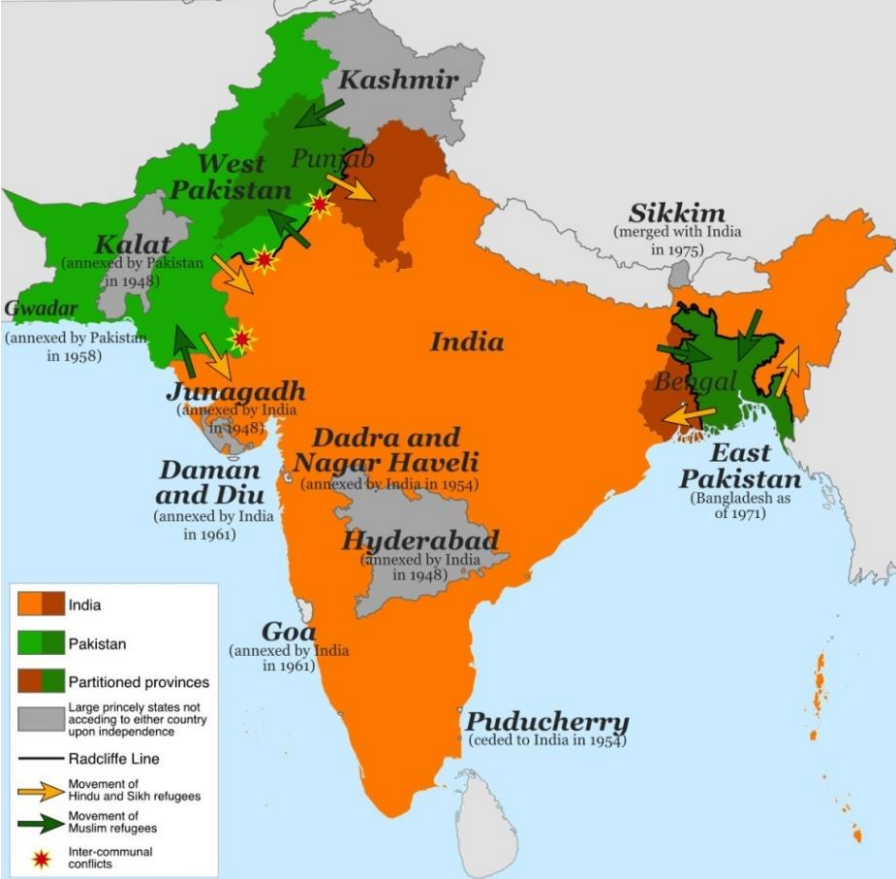 Kashmir
Punjab
West
Pakistan
Sikkim
(merged with India
in 1975)
Kalat
(annexed by Pakistan
in 1948)
Gwadar
(annexed by Pakistan
in 1958)
India
Bengal
Junagadh
(annexed by India
in 1948)
Dadra and
Nagar Haveli
(annexed by India in 1954)
Daman
and Diu
(annexed by India
in 1961)
East
Pakistan
(Bangladesh as
of 1971)
Hyderabad
(annexed by India
in 1948)
Goa
(annexed by India
in 1961)
Puducherry
(ceded to India in 1954)
India
Pakistan
Partitioned provinces
Large princely states not
acceding to either country
upon independence
Radcliffe Line
Movement of
Hindu and Sikh refugees
Movement of
Muslim refugees
Inter-communal
conflicts